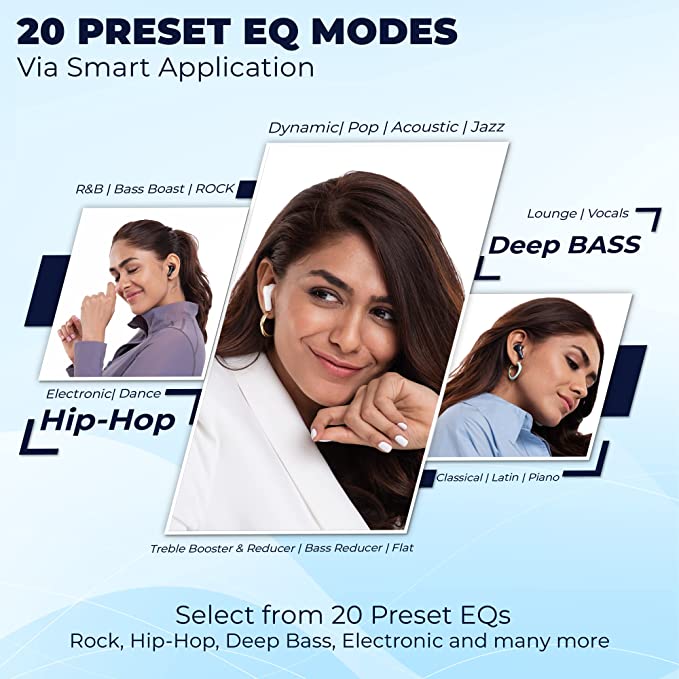 20 PRESET EQ MODES
Via Smart Application
Dynamic| Pop | Acoustic | Jazz
R&B | Bass Boast | ROCK
Lounge | Vocals
Deep BASS
Electronic| Dance
Hip-Hop
Classical | Latin | Piano
Treble Booster & Reducer | Bass Reducer | Flat
Select from 20 Preset EQs
Rock, Hip-Hop, Deep Bass, Electronic and many more